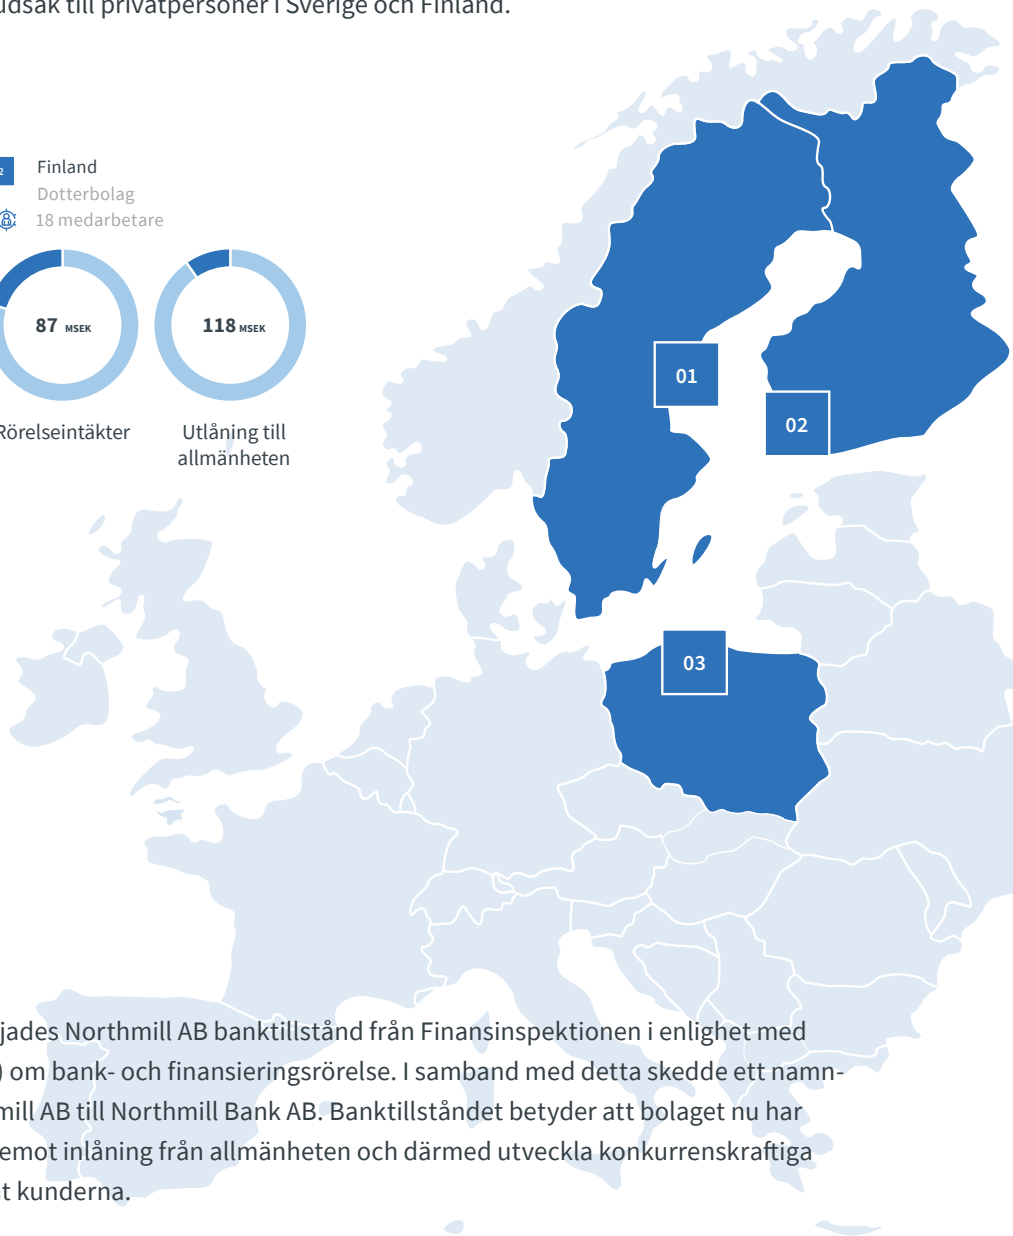 udsak till privatpersoner i Sverige och Finland.
2
Finland
Dotterbolag
18 medarbetare
87 MSEK
118 MSEK
Rörelseintäkter
Utlåning till
allmänheten
01
02
03
jades Northmill AB banktillstånd från Finansinspektionen i enlighet med
) om bank- och finansieringsrörelse. I samband med detta skedde ett namn-
mill AB till Northmill Bank AB. Banktillståndet betyder att bolaget nu har
emot inlåning från allmänheten och därmed utveckla konkurrenskraftiga
t kunderna.